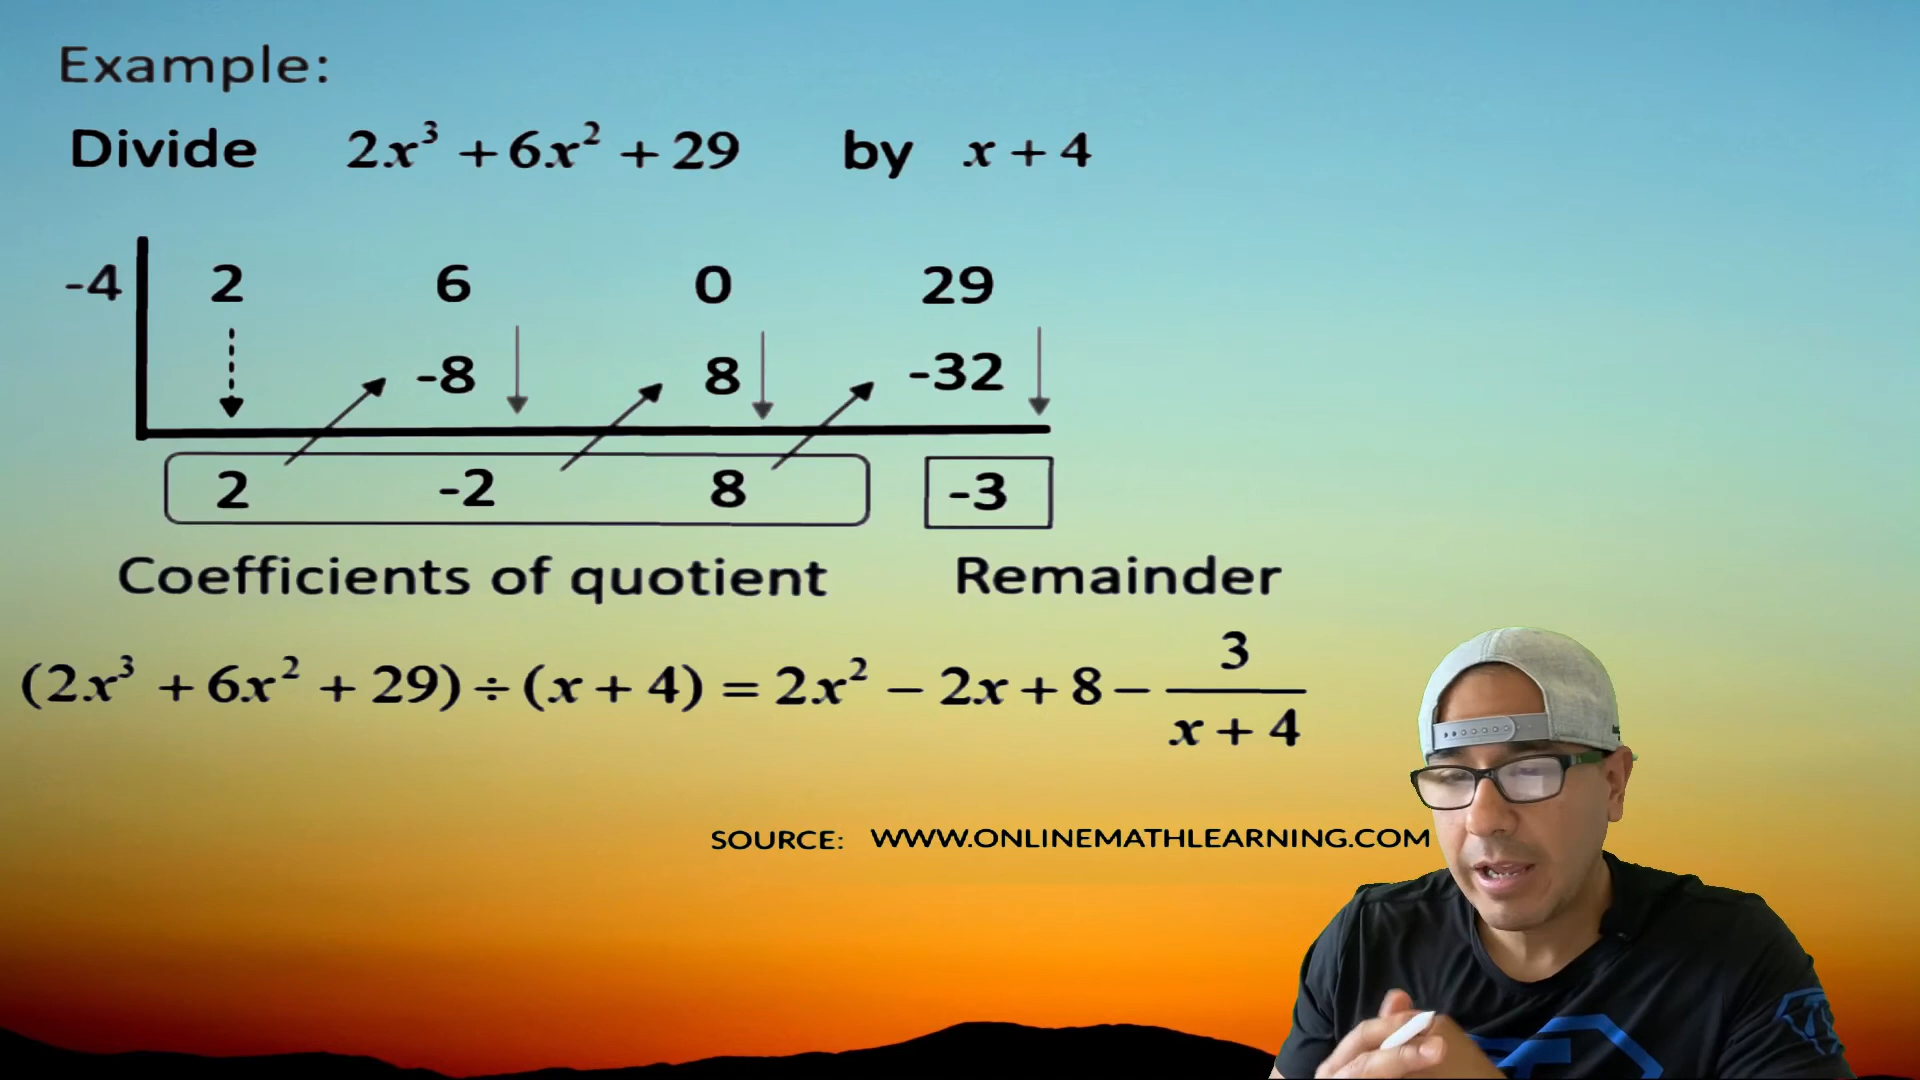 Example:
Divide 2x³ + 6x² + 29 by x + 4
-4 2 6 0 29
-8 8 -32
2 -2 8 -3
Coefficients of quotient Remainder
(2x³ + 6x² + 29) ÷ (x + 4) = 2x² − 2x + 8 − 3/(x + 4)
SOURCE: WWW.ONLINEMATHLEARNING.COM